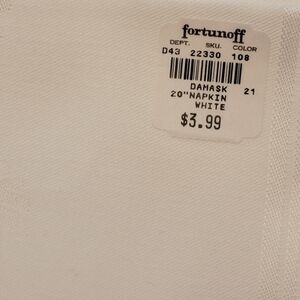 fortunoff
DEPT. SKU. COLOR
D43 22330 108
DAMASK 21
20"NAPKIN
WHITE
$3.99